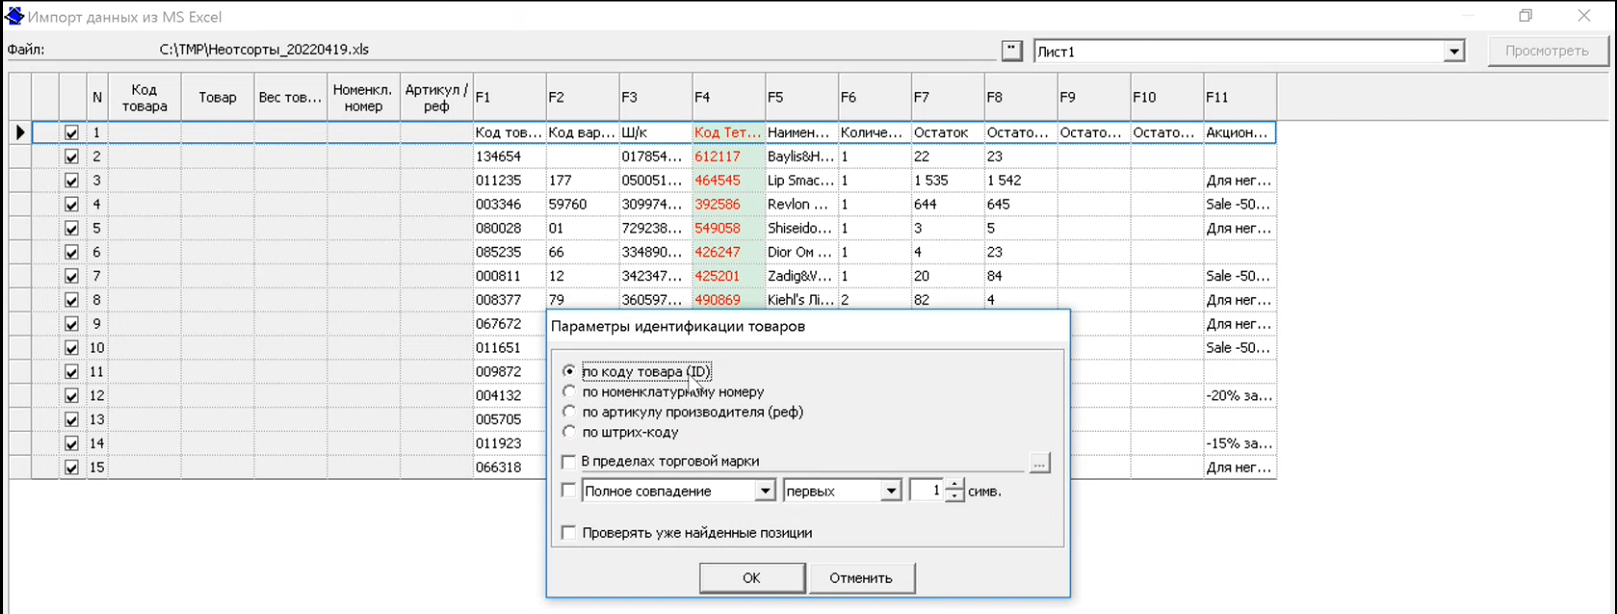 Импорт данных из MS Excel
Файл: C:\TMP\Неотсорты_20220419.xls Лист1 Просмотреть
N Код товара Товар Вес тов... Номенкл. номер Артикул / реф F1 F2 F3 F4 F5 F6 F7 F8 F9 F10 F11
1 Код тов... Код вар... Ш/к Код Тет... Наимен... Количе... Остаток Остато... Остато... Остато... Акцион...
2 134654 017854... 612117 Baylis&H... 1 22 23
3 011235 177 050051... 464545 Lip Smac... 1 1 535 1 542 Для нег...
4 003346 59760 309974... 392586 Revlon ... 1 644 645 Sale -50...
5 080028 01 729238... 549058 Shiseido... 1 3 5 Для нег...
6 085235 66 334890... 426247 Dior Ом ... 1 4 23
7 000811 12 342347... 425201 Zadig&V... 1 20 84 Sale -50...
8 008377 79 360597... 490869 Kiehl's Лі... 2 82 4 Для нег...
9 067672 Для нег...
10 011651 Sale -50...
11 009872
12 004132 -20% за...
13 005705
14 011923 -15% за...
15 066318 Для нег...
Параметры идентификации товаров
по коду товара (ID)
по номенклатурному номеру
по артикулу производителя (реф)
по штрих-коду
В пределах торговой марки ...
Полное совпадение первых 1 симв.
Проверять уже найденные позиции
OK Отменить